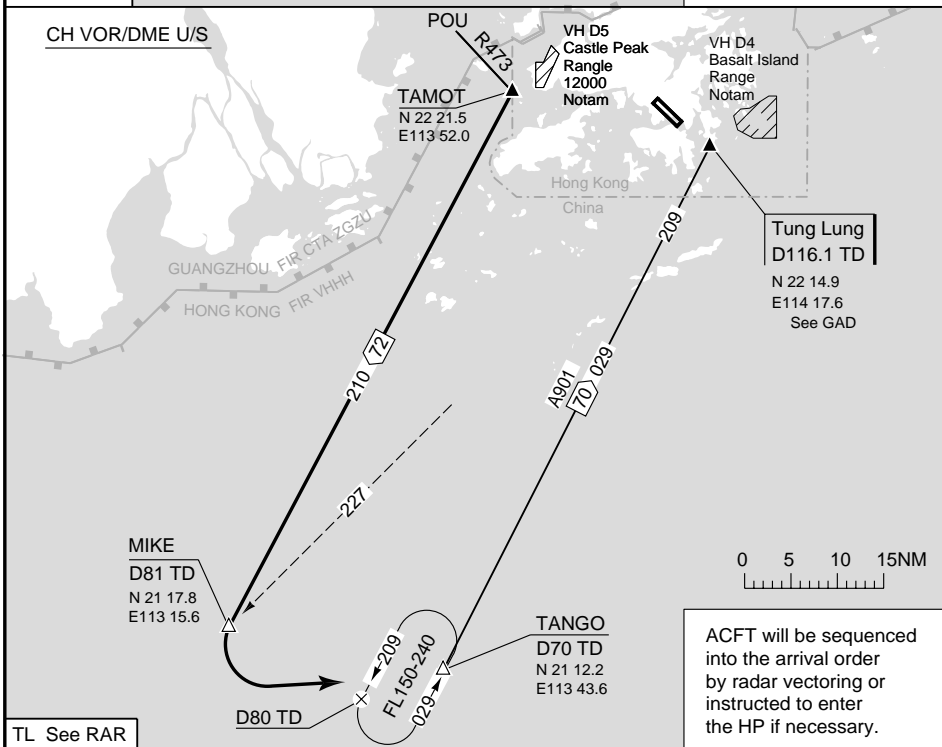 CH VOR/DME U/S
POU
R473
VH D5
Castle Peak
Rangle
12000
Notam
VH D4
Basalt Island
Range
Notam
TAMOT
N 22 21.5
E113 52.0
Hong Kong
China
209
Tung Lung
D116.1 TD
N 22 14.9
E114 17.6
See GAD
GUANGZHOU
FIR CTA ZGZU
HONG KONG
FIR VHHH
210
72
A901
70
029
227
MIKE
D81 TD
N 21 17.8
E113 15.6
0 5 10 15NM
TANGO
D70 TD
N 21 12.2
E113 43.6
209
FL150-240
029
D80 TD
ACFT will be sequenced
into the arrival order
by radar vectoring or
instructed to enter
the HP if necessary.
TL See RAR